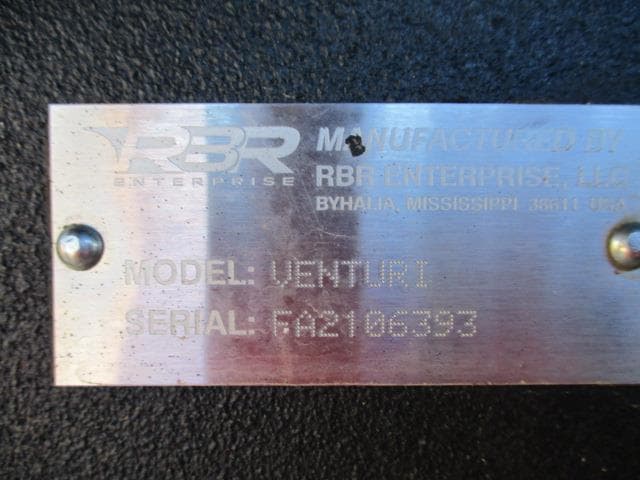 RBR
ENTERPRISE
MANUFACTURED BY
RBR ENTERPRISE, LLC
BYHALIA, MISSISSIPPI 38611 USA
MODEL: VENTURI
SERIAL: FA2106393